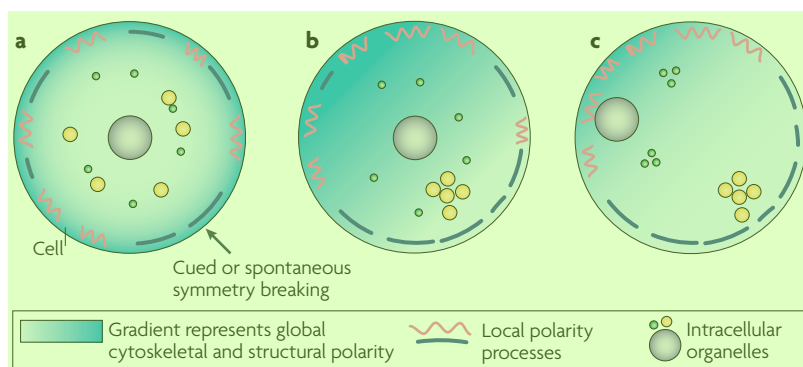 a
b
c
Cell
Cued or spontaneous
symmetry breaking
Gradient represents global
cytoskeletal and structural polarity
Local polarity
processes
Intracellular
organelles